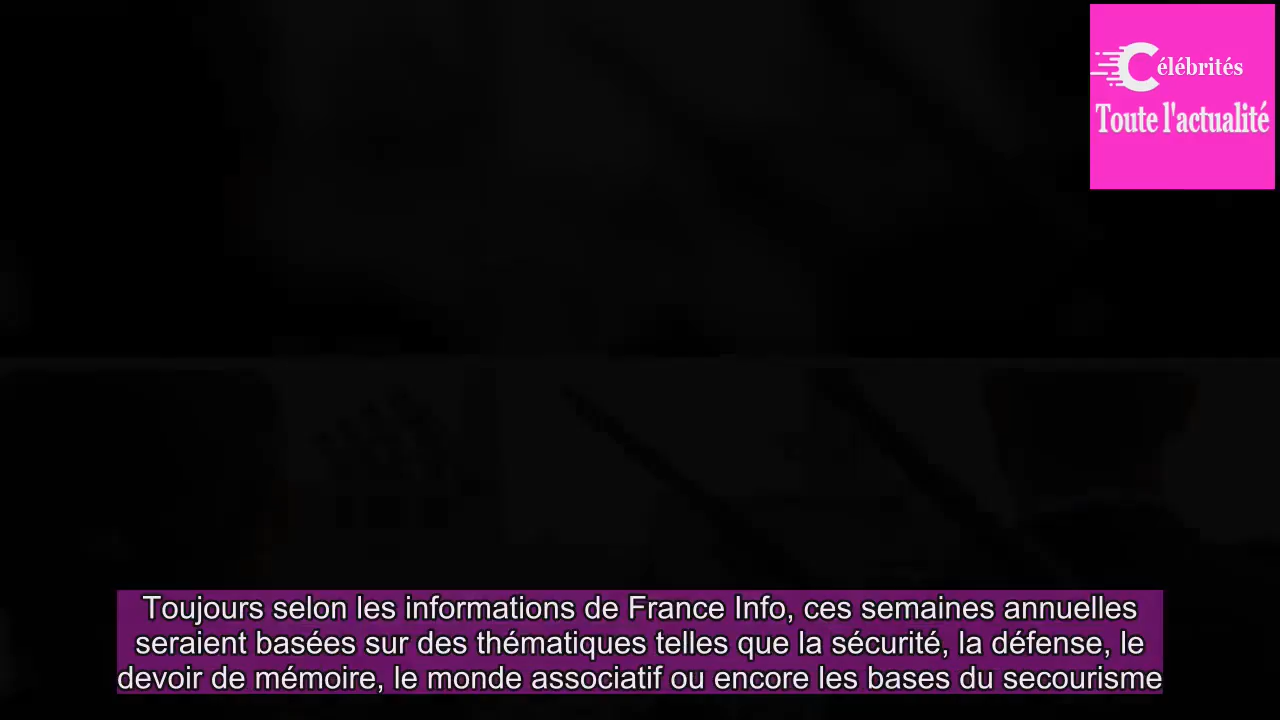 Célébrités
Toute l'actualité
Toujours selon les informations de France Info, ces semaines annuelles
seraient basées sur des thématiques telles que la sécurité, la défense, le
devoir de mémoire, le monde associatif ou encore les bases du secourisme